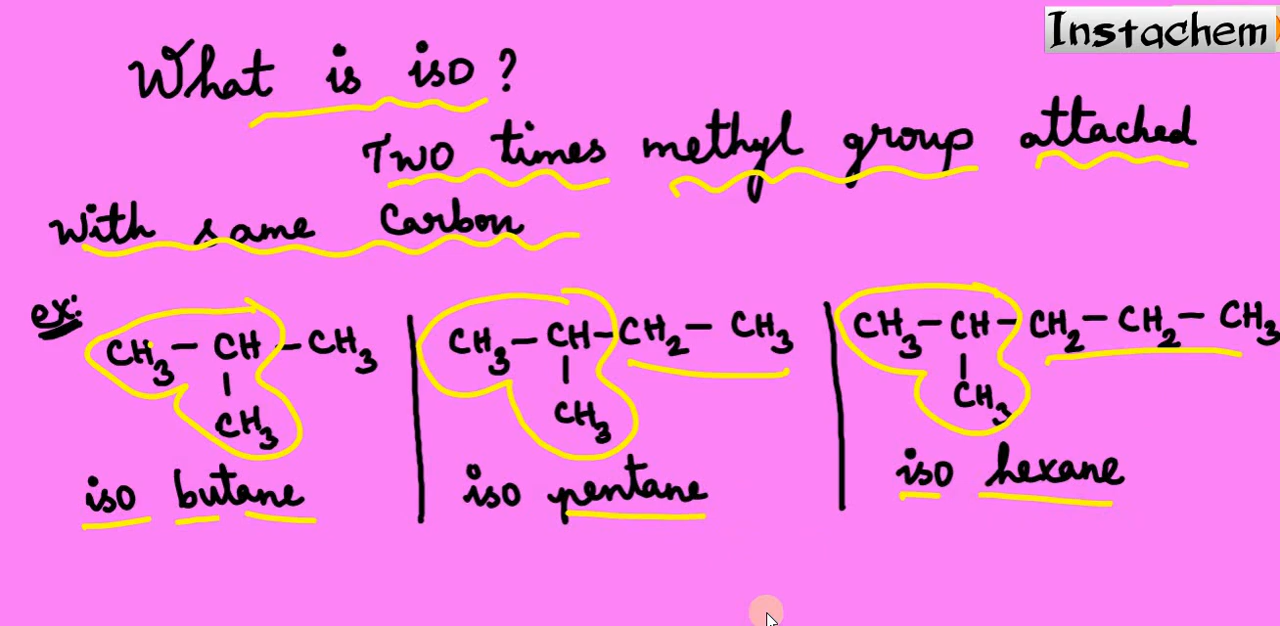 Instachem
What is iso?
Two times methyl group attached
with same Carbon
ex:
CH3 – CH – CH3
|
CH3
iso butane
CH3 – CH – CH2 – CH3
|
CH3
iso pentane
CH3 – CH – CH2 – CH2 – CH3
|
CH3
iso hexane